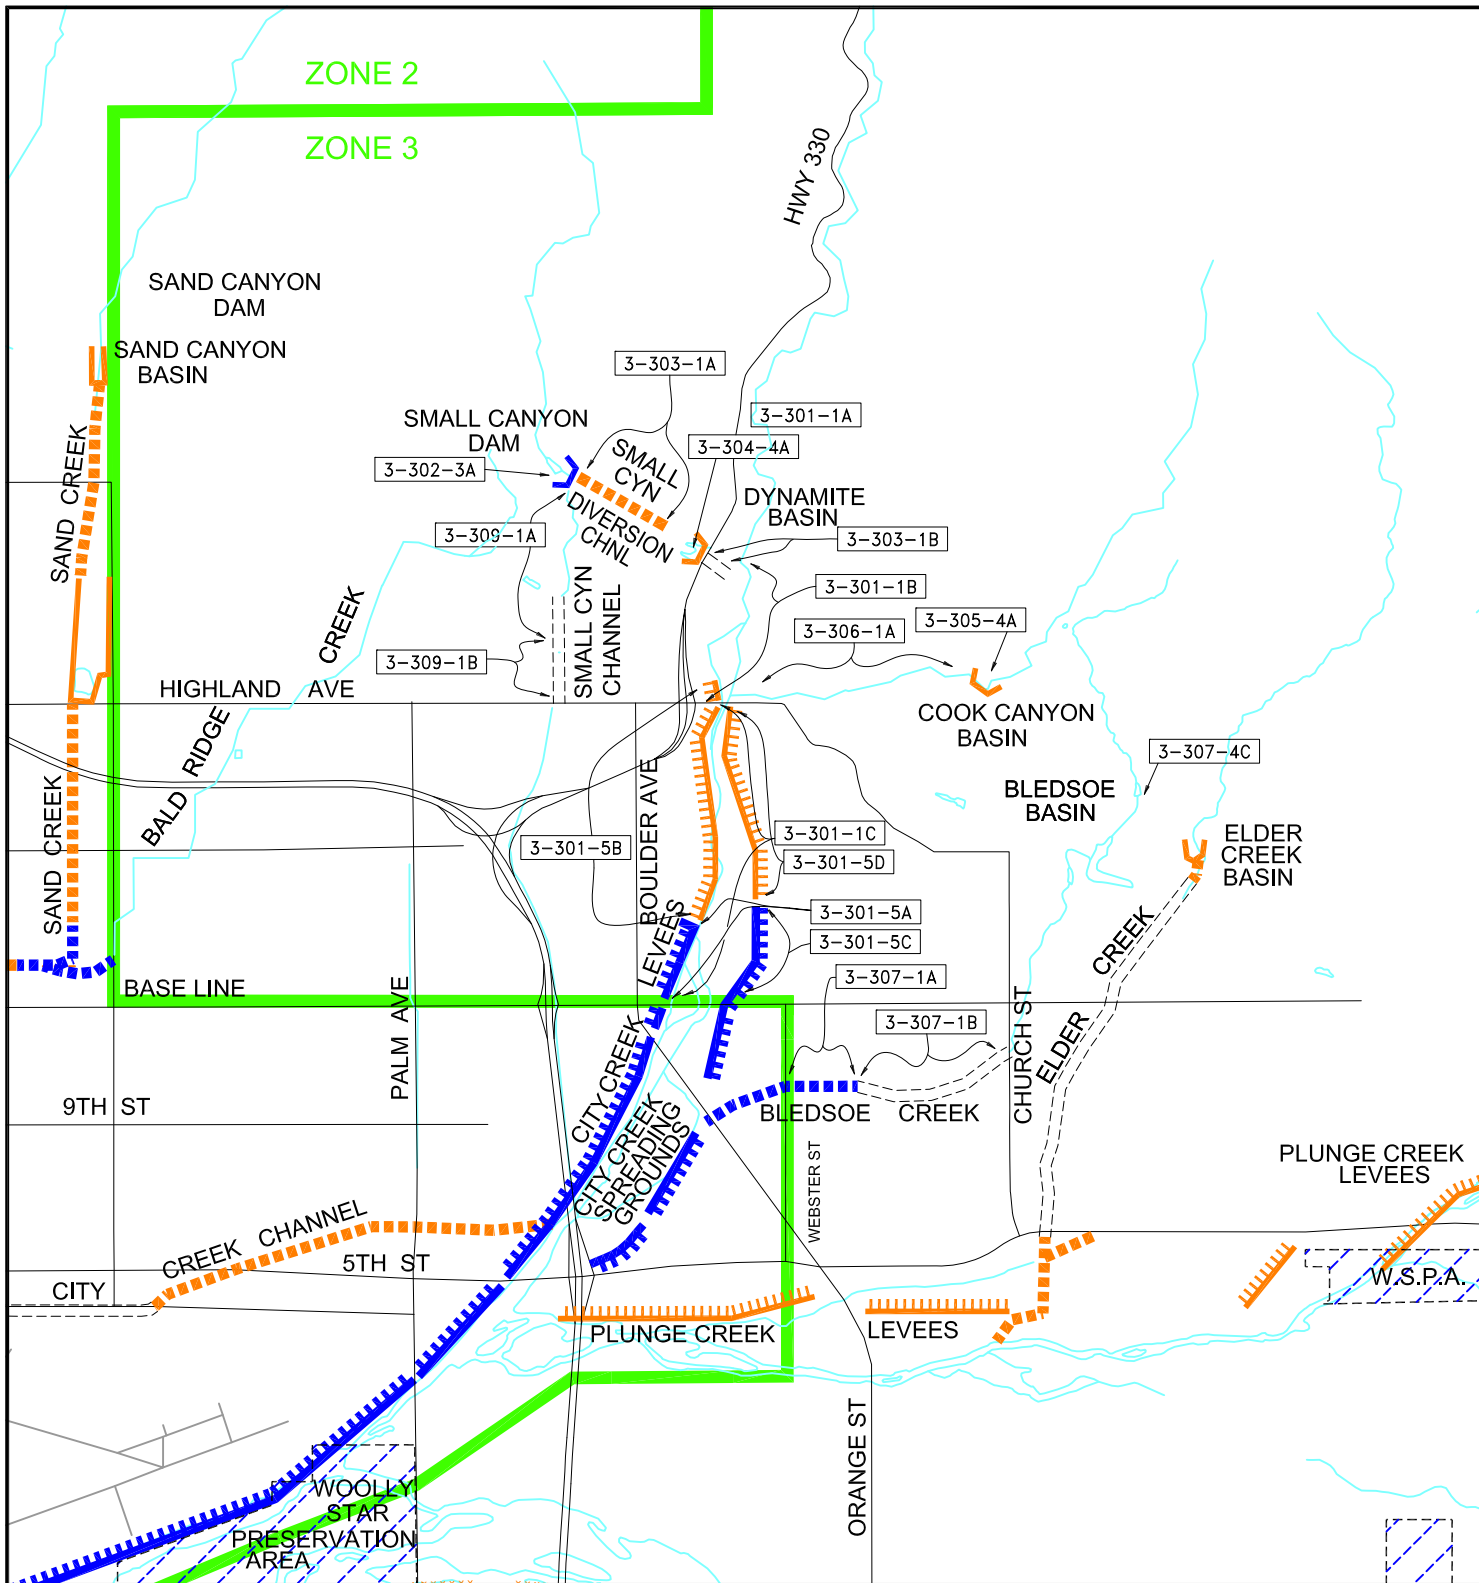 ZONE 2
ZONE 3
HWY 330
SAND CANYON
DAM
SAND CANYON
BASIN
3-303-1A
3-301-1A
SMALL CANYON
DAM
3-304-4A
3-302-3A
SMALL
CYN
DIVERSION
CHNL
DYNAMITE
BASIN
SAND CREEK
3-309-1A
3-303-1B
3-301-1B
3-305-4A
3-306-1A
SMALL CYN
CHANNEL
3-309-1B
BALD RIDGE CREEK
HIGHLAND AVE
COOK CANYON
BASIN
3-307-4C
BLEDSOE
BASIN
SAND CREEK
BOULDER AVE
3-301-5B
3-301-1C
3-301-5D
ELDER
CREEK
BASIN
3-301-5A
3-301-5C
3-307-1A
3-307-1B
CITY CREEK LEVEES
BASE LINE
PALM AVE
CHURCH ST
ELDER CREEK
9TH ST
BLEDSOE CREEK
CITY CREEK
SPREADING
GROUNDS
WEBSTER ST
PLUNGE CREEK
LEVEES
CITY CREEK CHANNEL
5TH ST
W.S.P.A.
PLUNGE CREEK LEVEES
ORANGE ST
WOOLLY
STAR
PRESERVATION
AREA